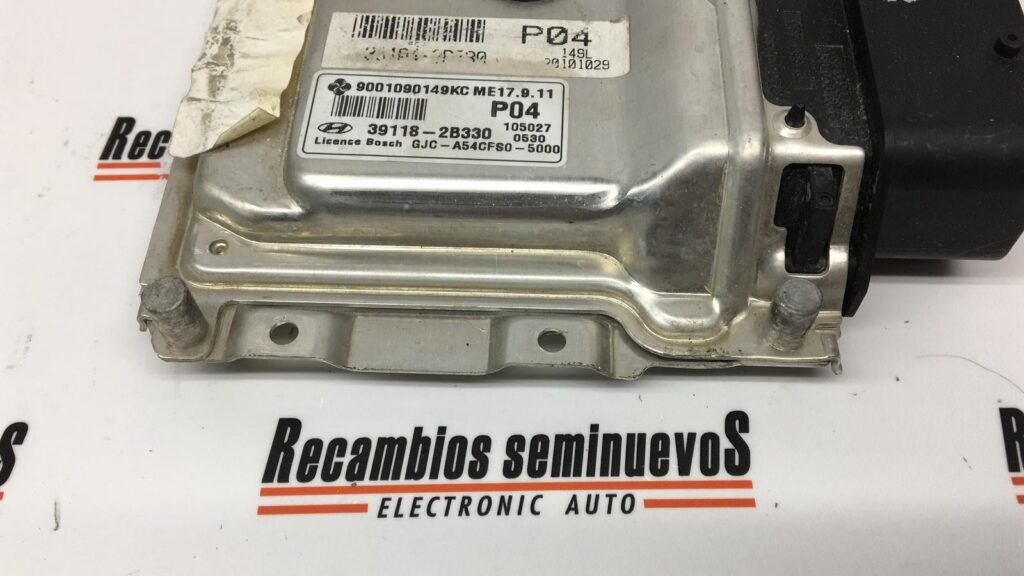 P04
149L
20101029
9001090149KC ME17.9.11
P04
39118-2B330
105027
0530
Licence Bosch GJC-A54CFS0-5000
Rec
Recambios seminuevos
ELECTRONIC AUTO